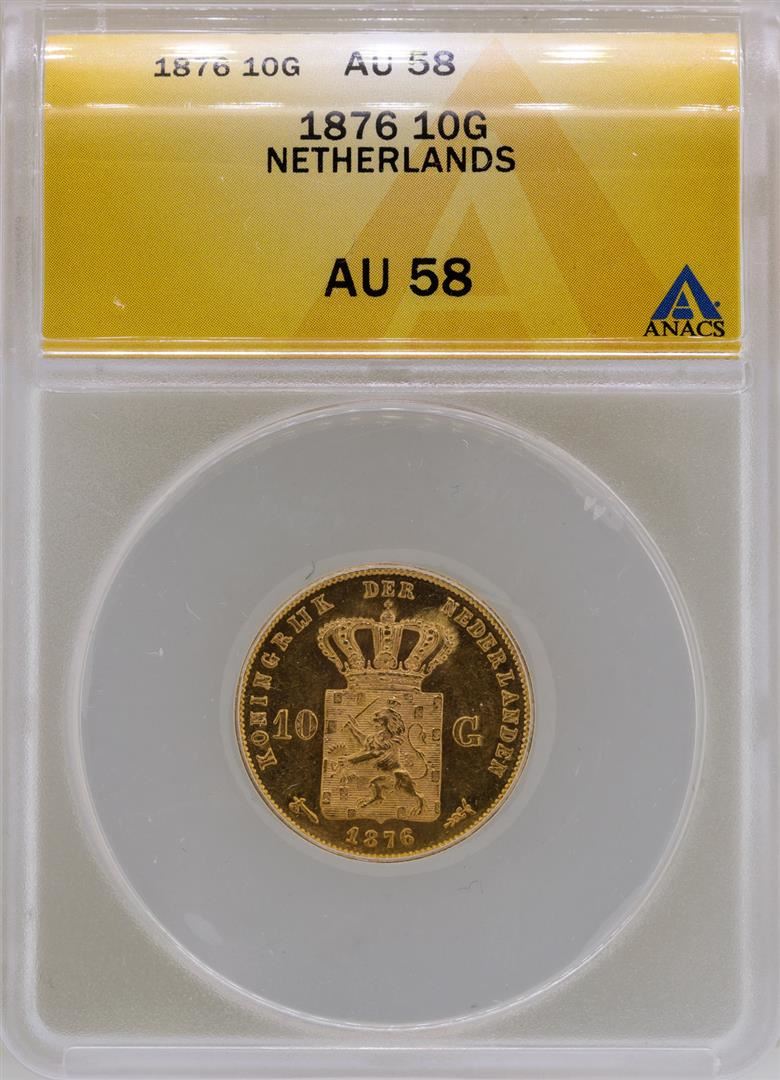 1876 10G AU 58
1876 10G
NETHERLANDS
AU 58
ANACS
KONINGRIJK DER NEDERLANDEN
10 G
1876